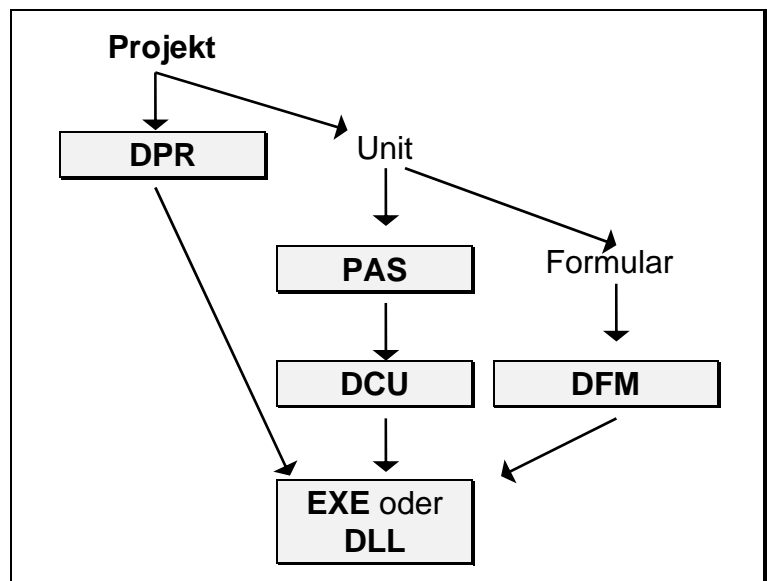 Projekt
DPR
Unit
PAS
Formular
DCU
DFM
EXE oder
DLL